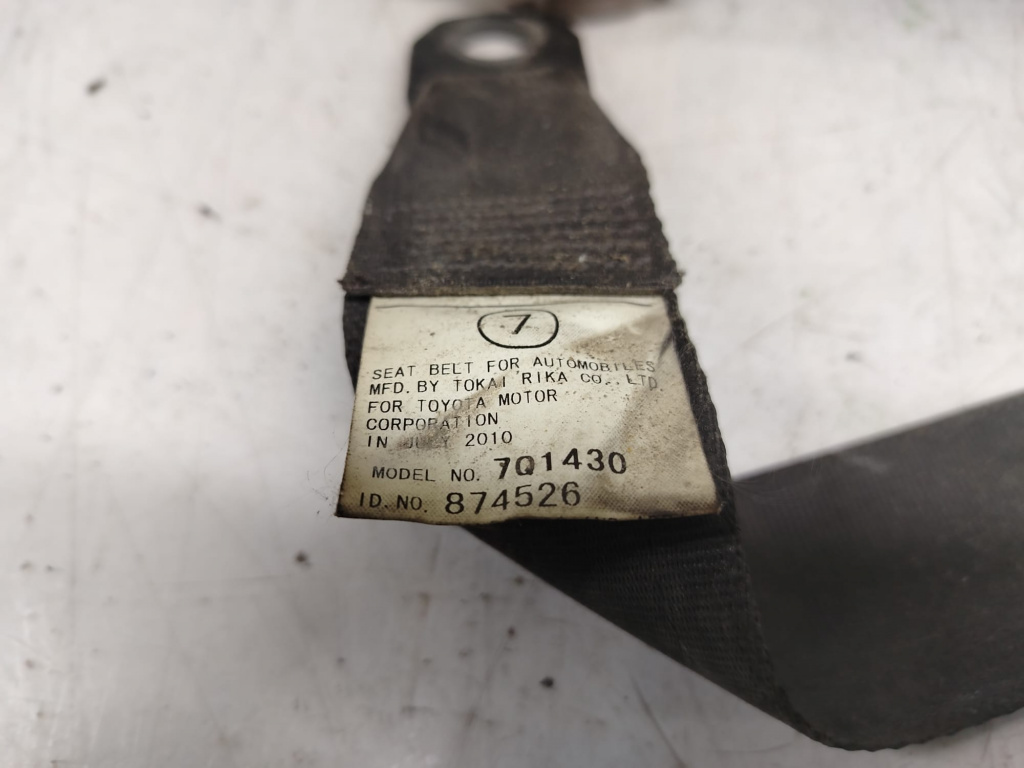 7
SEAT BELT FOR AUTOMOBILES
MFD. BY TOKAI RIKA CO., LTD.
FOR TOYOTA MOTOR
CORPORATION
IN JULY 2010
MODEL NO. 7Q1430
ID. NO. 874526